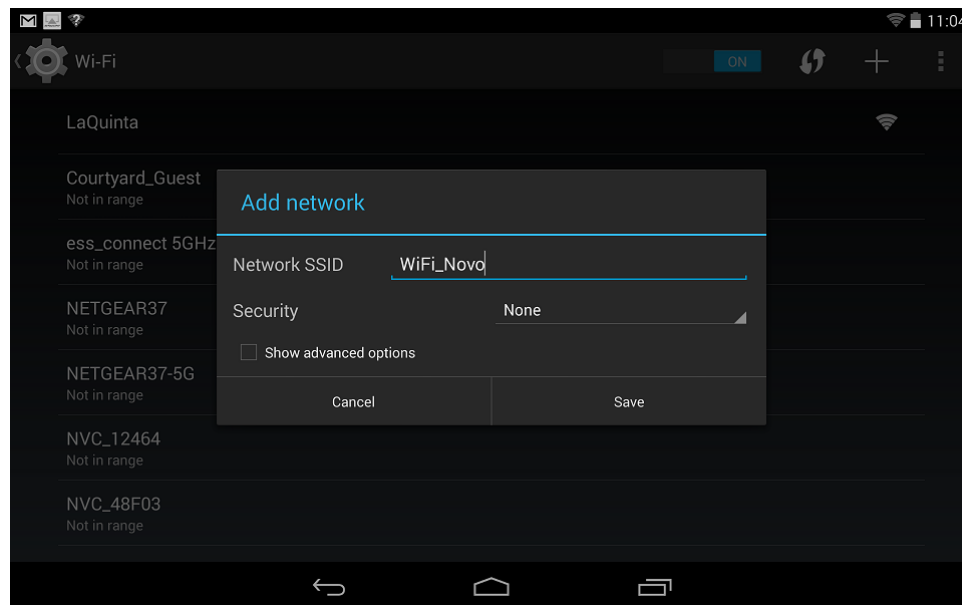 11:04
Wi-Fi
ON
LaQuinta
Courtyard_Guest
Not in range
ess_connect 5GHz
Not in range
NETGEAR37
Not in range
NETGEAR37-5G
Not in range
NVC_12464
Not in range
NVC_48F03
Not in range
Add network
Network SSID WiFi_Novo
Security None
Show advanced options
Cancel Save